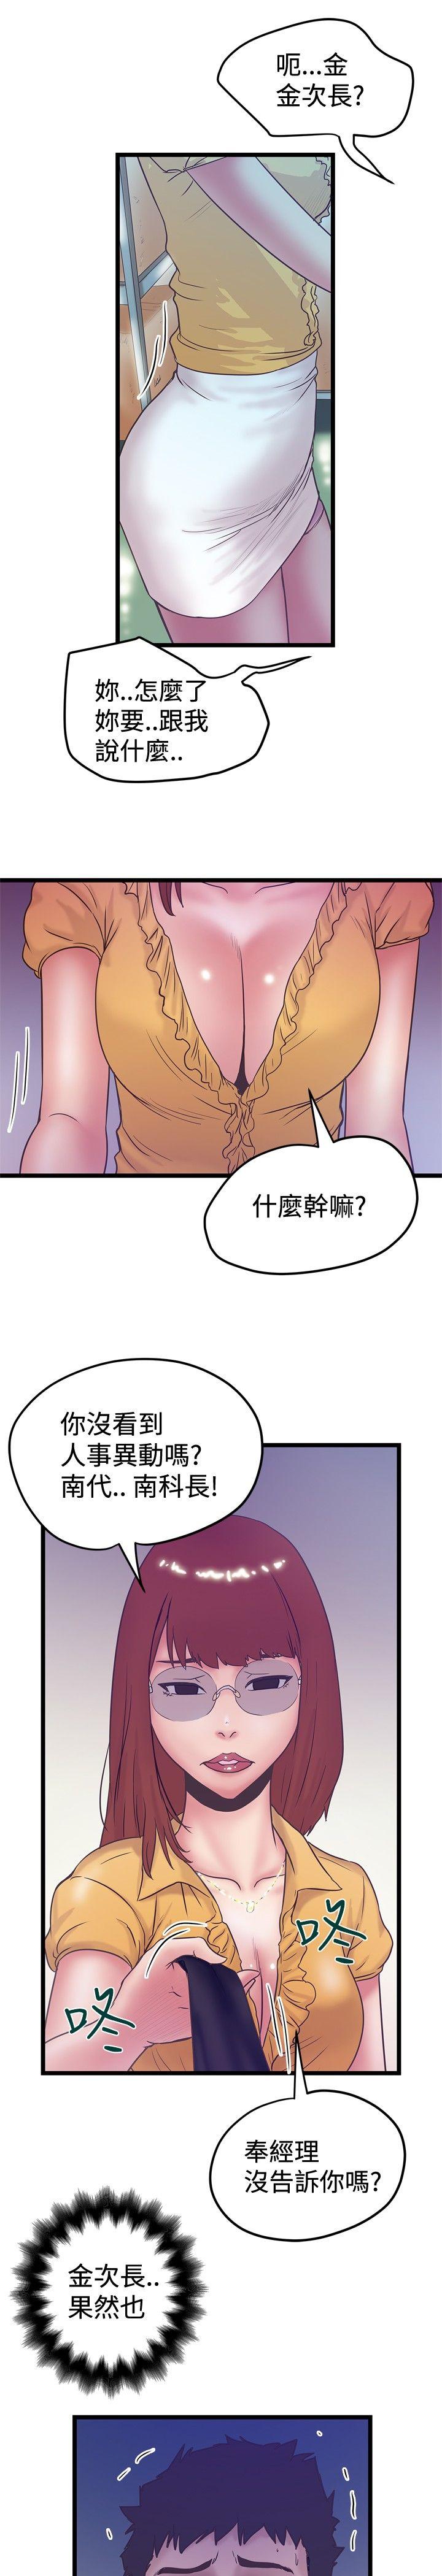 呃...金
金次長?
妳..怎麼了
妳要..跟我
說什麼..
什麼幹嘛?
你沒看到
人事異動嗎?
南代.. 南科長!
咚
咚
奉經理
沒告訴你嗎?
金次長..
果然也